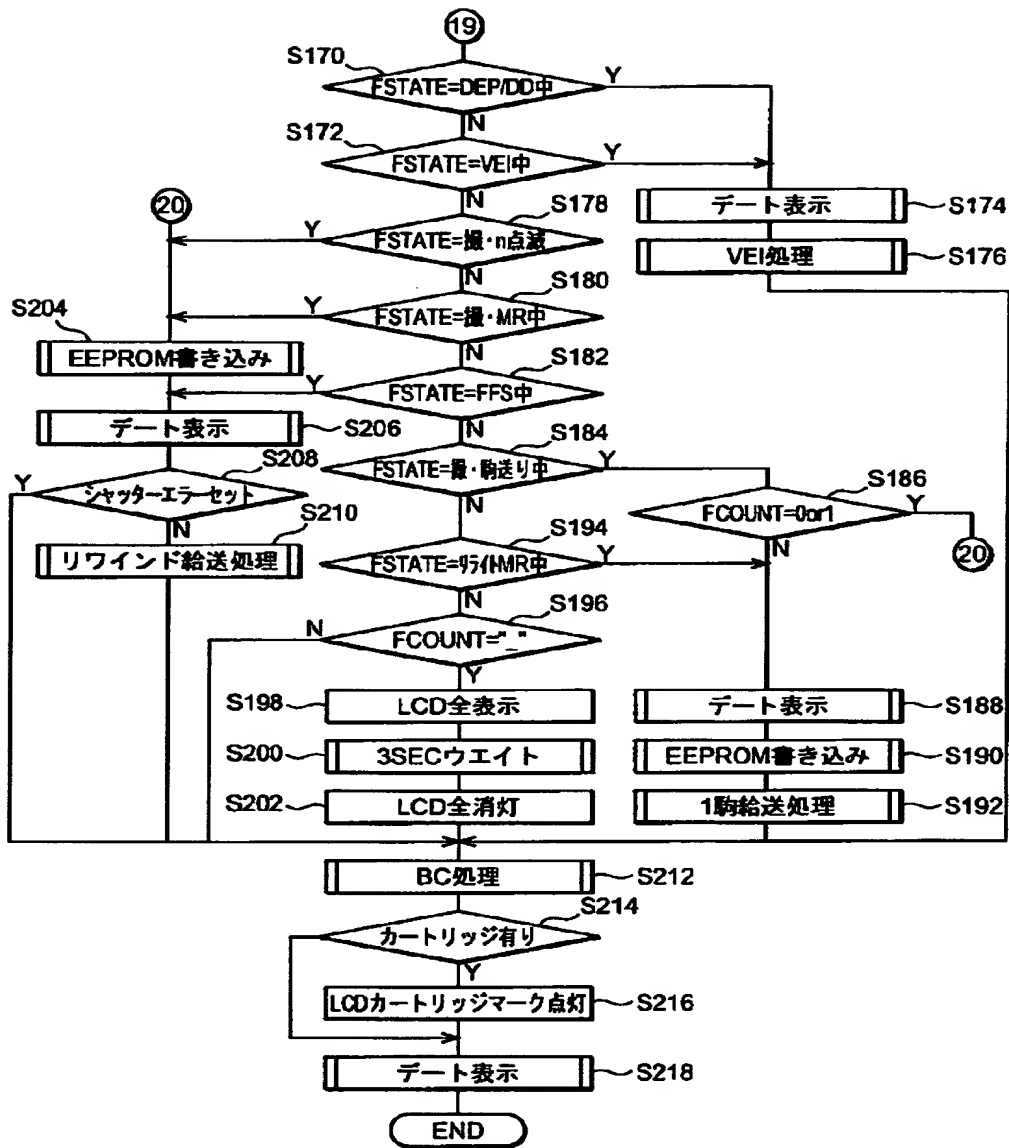 19
S170
FSTATE=DEP/DD中
Y
N
S172
FSTATE=VEI中
Y
N
S174
デート表示
S176
VEI処理
20
S178
FSTATE=撮・n点滅
Y
N
S180
FSTATE=撮・MR中
Y
N
S204
EEPROM書き込み
S182
FSTATE=FFS中
Y
N
デート表示
S206
S184
FSTATE=撮・駒送り中
Y
N
S208
Y
シャッターエラーセット
N
S186
FCOUNT=0or1
Y
N
20
S210
リワインド給送処理
S194
FSTATE=リライトMR中
Y
N
S196
FCOUNT="_"
N
Y
S198
LCD全表示
デート表示
S188
S200
3SECウエイト
EEPROM書き込み
S190
S202
LCD全消灯
1駒給送処理
S192
BC処理
S212
S214
カートリッジ有り
Y
LCDカートリッジマーク点灯
S216
デート表示
S218
END